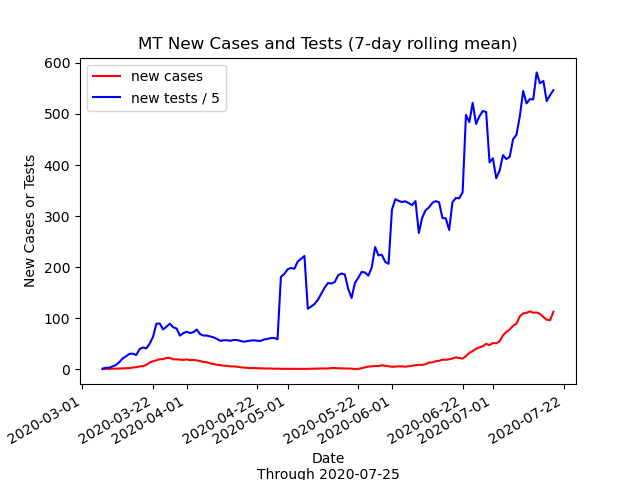 MT New Cases and Tests (7-day rolling mean)
new cases
new tests / 5
New Cases or Tests
600
500
400
300
200
100
0
2020-03-01
2020-03-22
2020-04-01
2020-04-22
2020-05-01
2020-05-22
2020-06-01
2020-06-22
2020-07-01
2020-07-22
Date
Through 2020-07-25